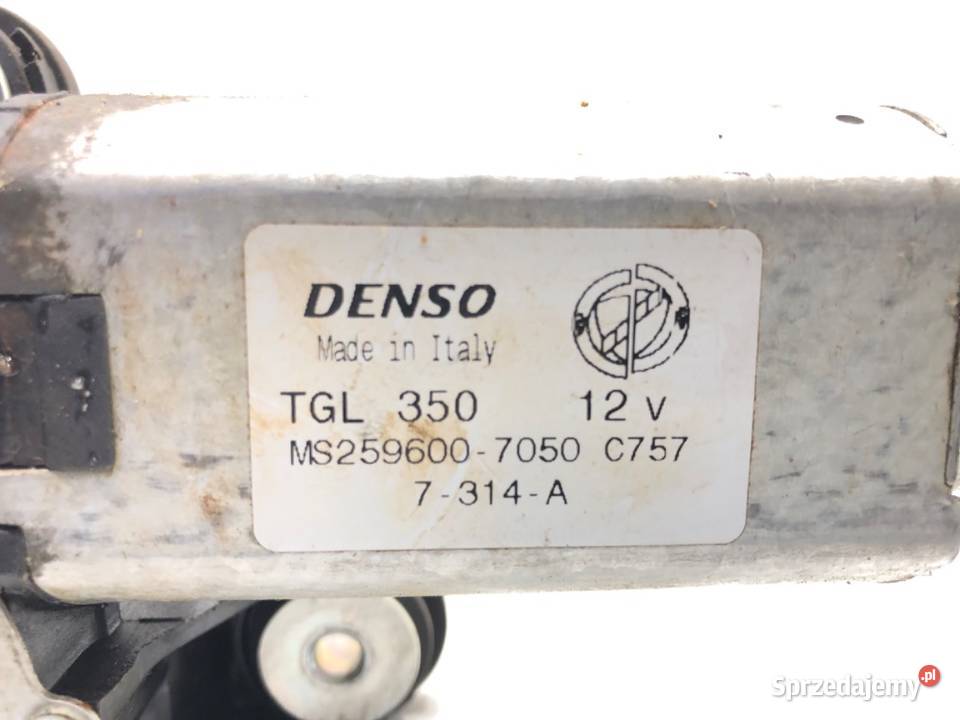 DENSO
Made in Italy
TGL 350 12 V
MS259600-7050 C757
7-314-A
Sprzedajemy.pl